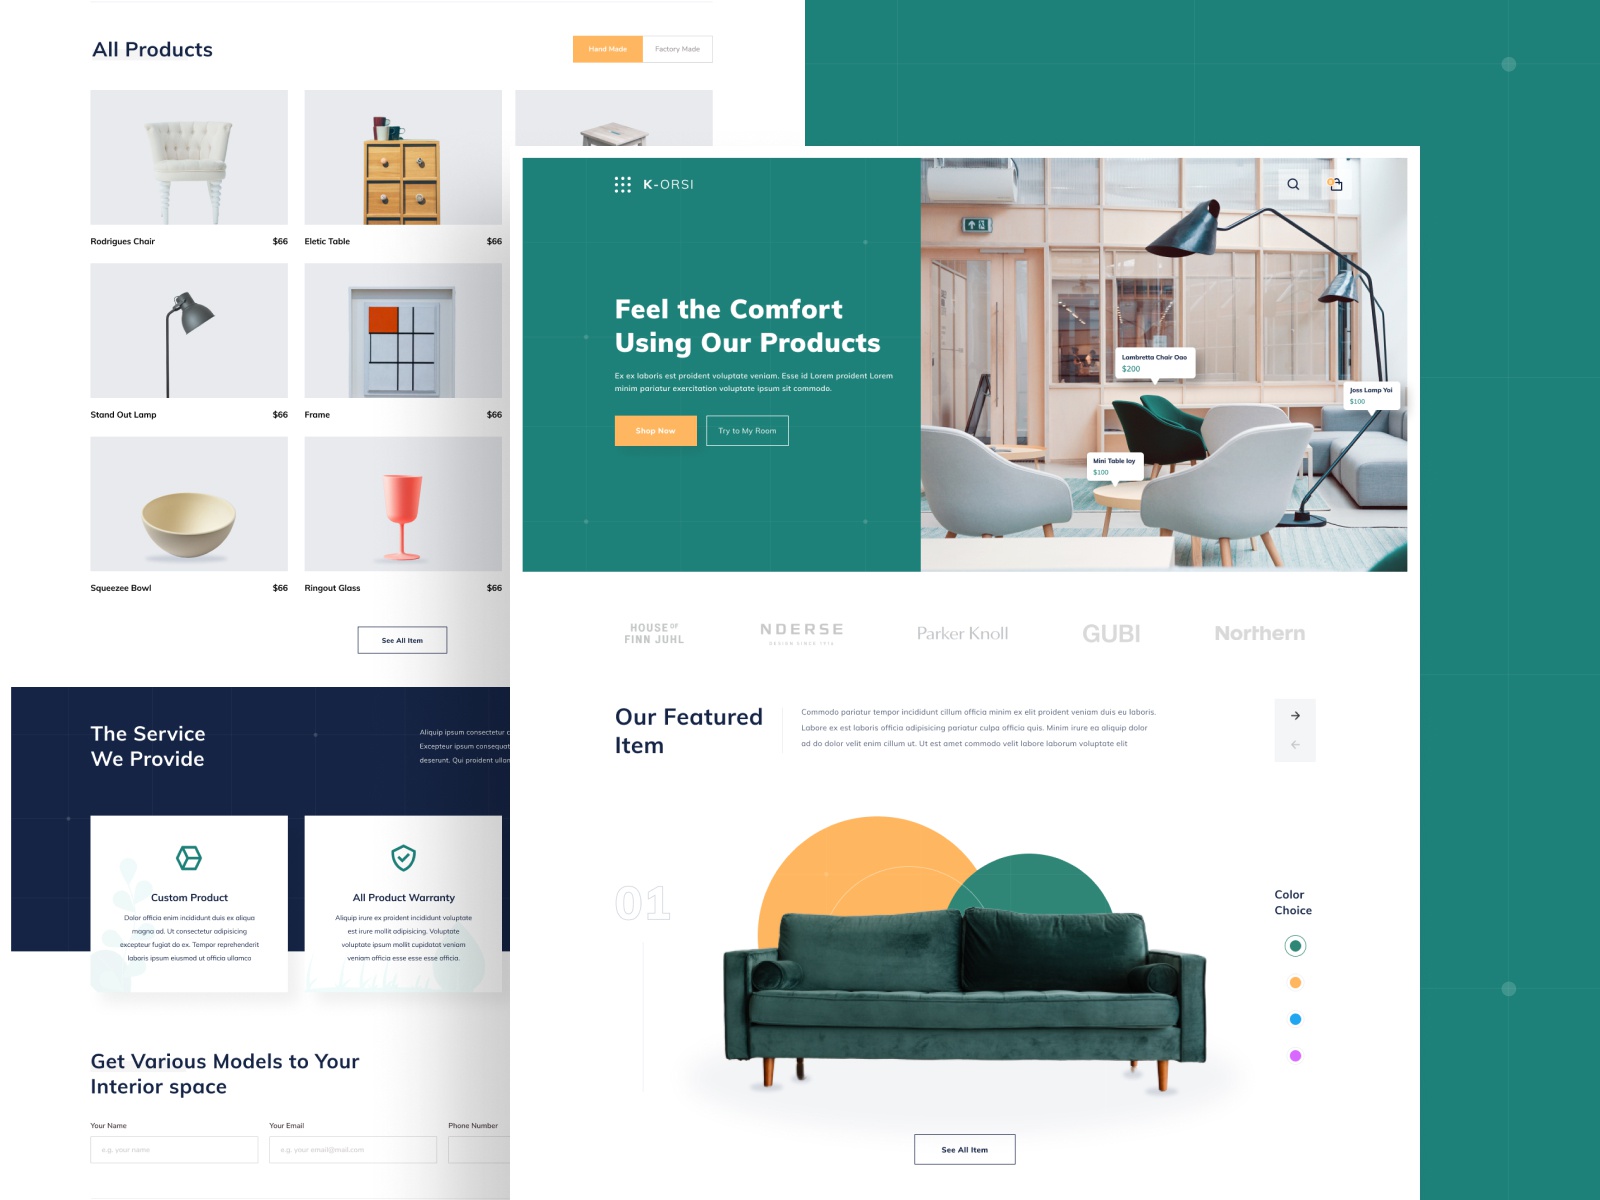 All Products
Hand Made
Factory Made
Rodrigues Chair $66
Eletic Table $66
Stand Out Lamp $66
Frame $66
Squeezee Bowl $66
Ringout Glass $66
See All Item
The Service
We Provide
Aliquip ipsum consectetur c
Excepteur ipsum consequat
deserunt. Qui proident ullan
Custom Product
Dolor officia enim incididunt duis ex aliqua
magna ad. Ut consectetur adipisicing
excepteur fugiat do ex. Tempor reprehenderit
laboris ipsum eiusmod ut officia ullamco
All Product Warranty
Aliquip irure ex proident incididunt voluptate
est irure mollit adipisicing. Voluptate
voluptate ipsum mollit cupidatat veniam
veniam officia esse esse esse officia.
Get Various Models to Your
Interior space
Your Name
e.g. your name
Your Email
e.g. your email@mail.com
Phone Number
K-ORSI
Feel the Comfort
Using Our Products
Ex ex laboris est proident voluptate veniam. Esse id Lorem proident Lorem
minim pariatur exercitation voluptate ipsum sit commodo.
Shop Now
Try to My Room
Lambretta Chair Oao
$200
Joss Lamp Yoi
$100
Mini Table Ioy
$100
HOUSE OF
FINN JUHL
NDERSE
DESIGN SINCE 1916
Parker Knoll
GUBI
Northern
Our Featured
Item
Commodo pariatur tempor incididunt cillum officia minim ex elit proident veniam duis eu laboris.
Labore ex est laboris officia adipisicing pariatur culpa officia quis. Minim irure ea aliquip dolor
ad do dolor velit enim cillum ut. Ut est amet commodo velit labore laborum voluptate elit
01
Color
Choice
See All Item